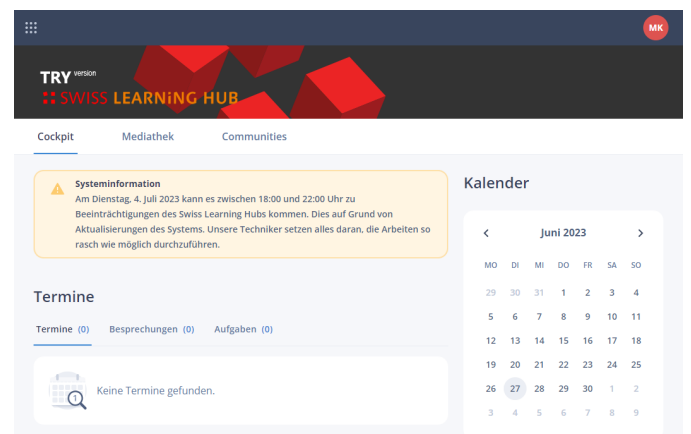 MK
TRY version
SWISS LEARNiNG HUB
Cockpit Mediathek Communities
Systeminformation
Am Dienstag, 4. Juli 2023 kann es zwischen 18:00 und 22:00 Uhr zu
Beeinträchtigungen des Swiss Learning Hubs kommen. Dies auf Grund von
Aktualisierungen des Systems. Unsere Techniker setzen alles daran, die Arbeiten so
rasch wie möglich durchzuführen.
Termine
Termine (0) Besprechungen (0) Aufgaben (0)
1
Keine Termine gefunden.
Kalender
Juni 2023
MO DI MI DO FR SA SO
29 30 31 1 2 3 4
5 6 7 8 9 10 11
12 13 14 15 16 17 18
19 20 21 22 23 24 25
26 27 28 29 30 1 2
3 4 5 6 7 8 9